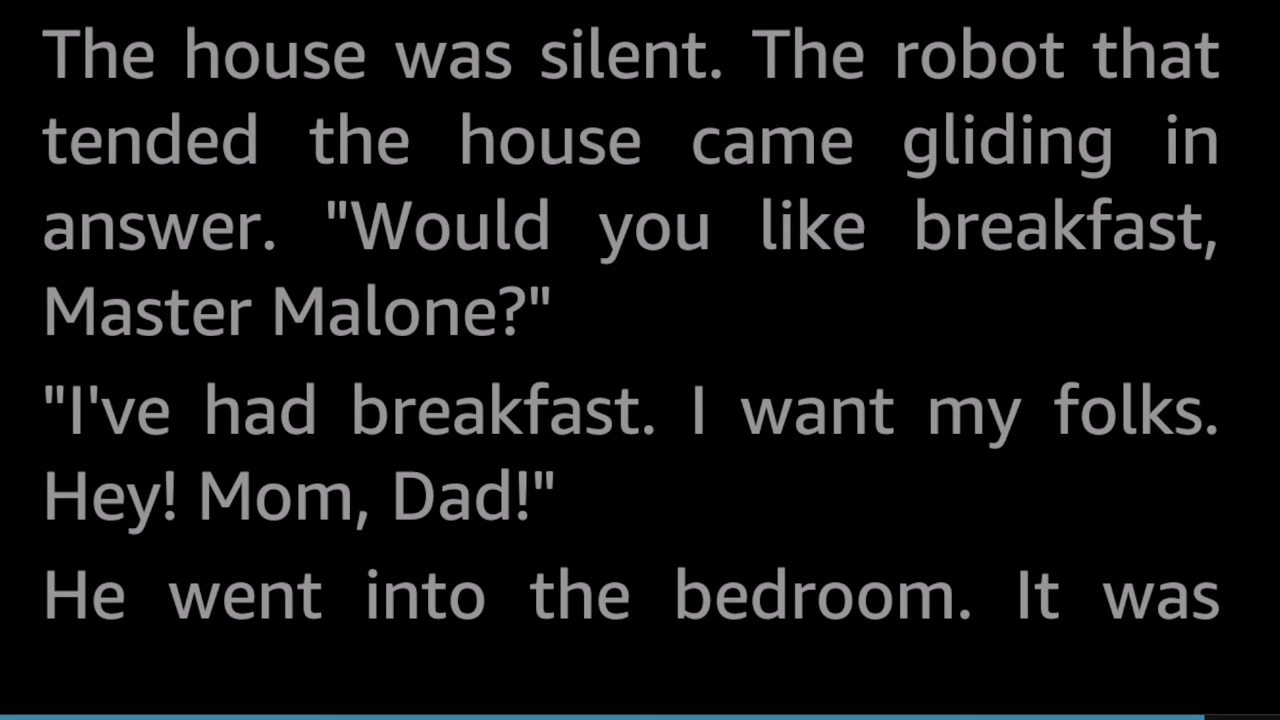 The house was silent. The robot that
tended the house came gliding in
answer. "Would you like breakfast,
Master Malone?"
"I've had breakfast. I want my folks.
Hey! Mom, Dad!"
He went into the bedroom. It was